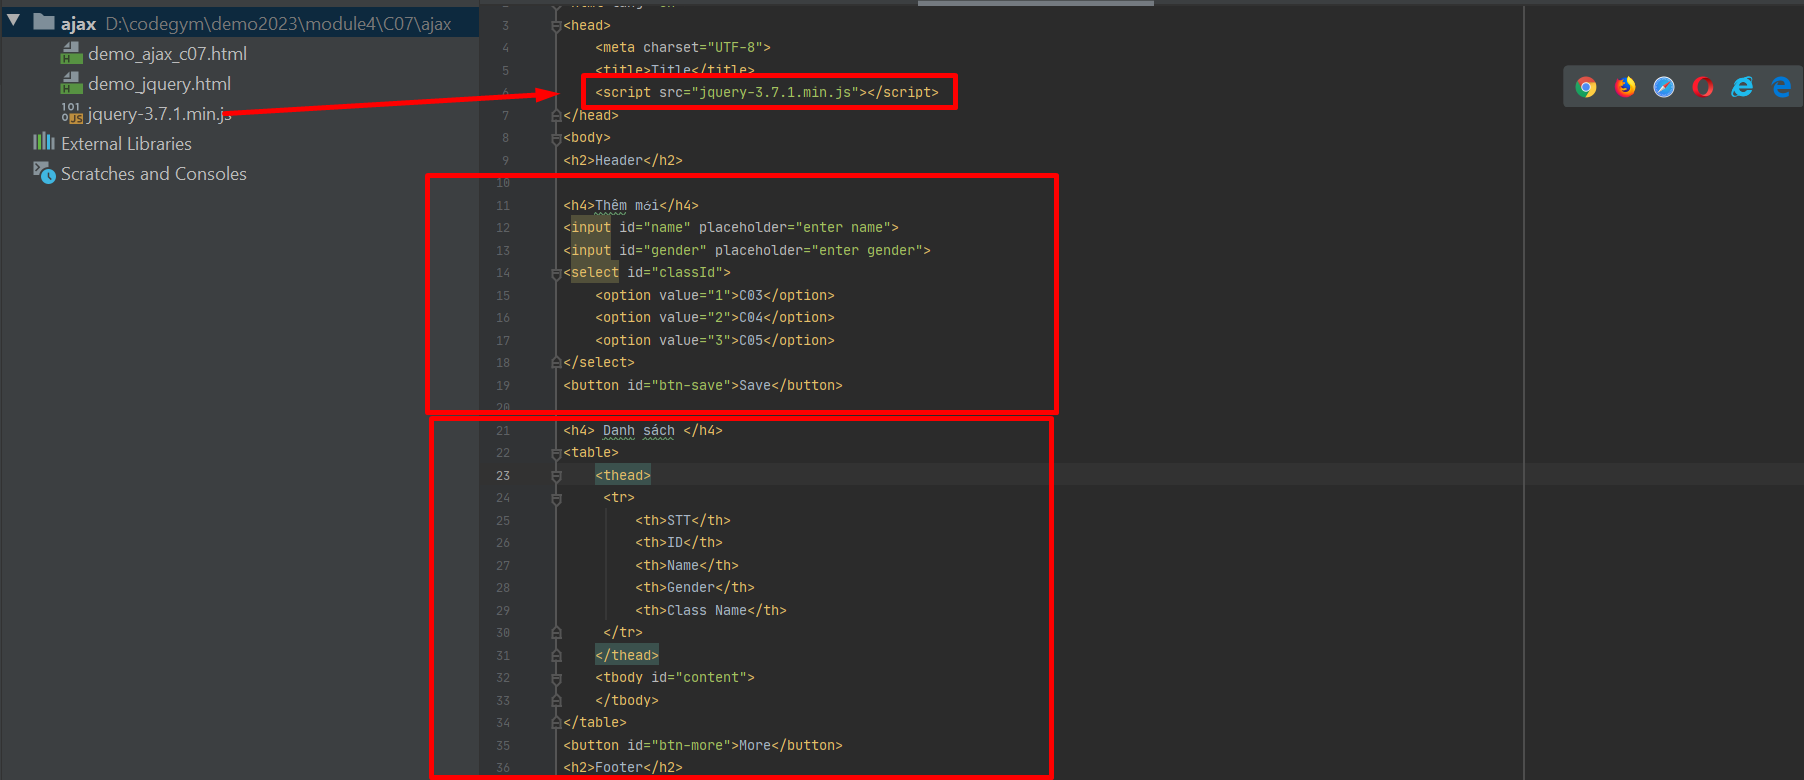 ajax D:\codegym\demo2023\module4\C07\ajax
demo_ajax_c07.html
demo_jquery.html
jquery-3.7.1.min.js
External Libraries
Scratches and Consoles
3 <head>
4 <meta charset="UTF-8">
5 <title>Title</title>
6 <script src="jquery-3.7.1.min.js"></script>
7 </head>
8 <body>
9 <h2>Header</h2>
10
11 <h4>Thêm mới</h4>
12 <input id="name" placeholder="enter name">
13 <input id="gender" placeholder="enter gender">
14 <select id="classId">
15 <option value="1">C03</option>
16 <option value="2">C04</option>
17 <option value="3">C05</option>
18 </select>
19 <button id="btn-save">Save</button>
20
21 <h4> Danh sách </h4>
22 <table>
23 <thead>
24 <tr>
25 <th>STT</th>
26 <th>ID</th>
27 <th>Name</th>
28 <th>Gender</th>
29 <th>Class Name</th>
30 </tr>
31 </thead>
32 <tbody id="content">
33 </tbody>
34 </table>
35 <button id="btn-more">More</button>
36 <h2>Footer</h2>